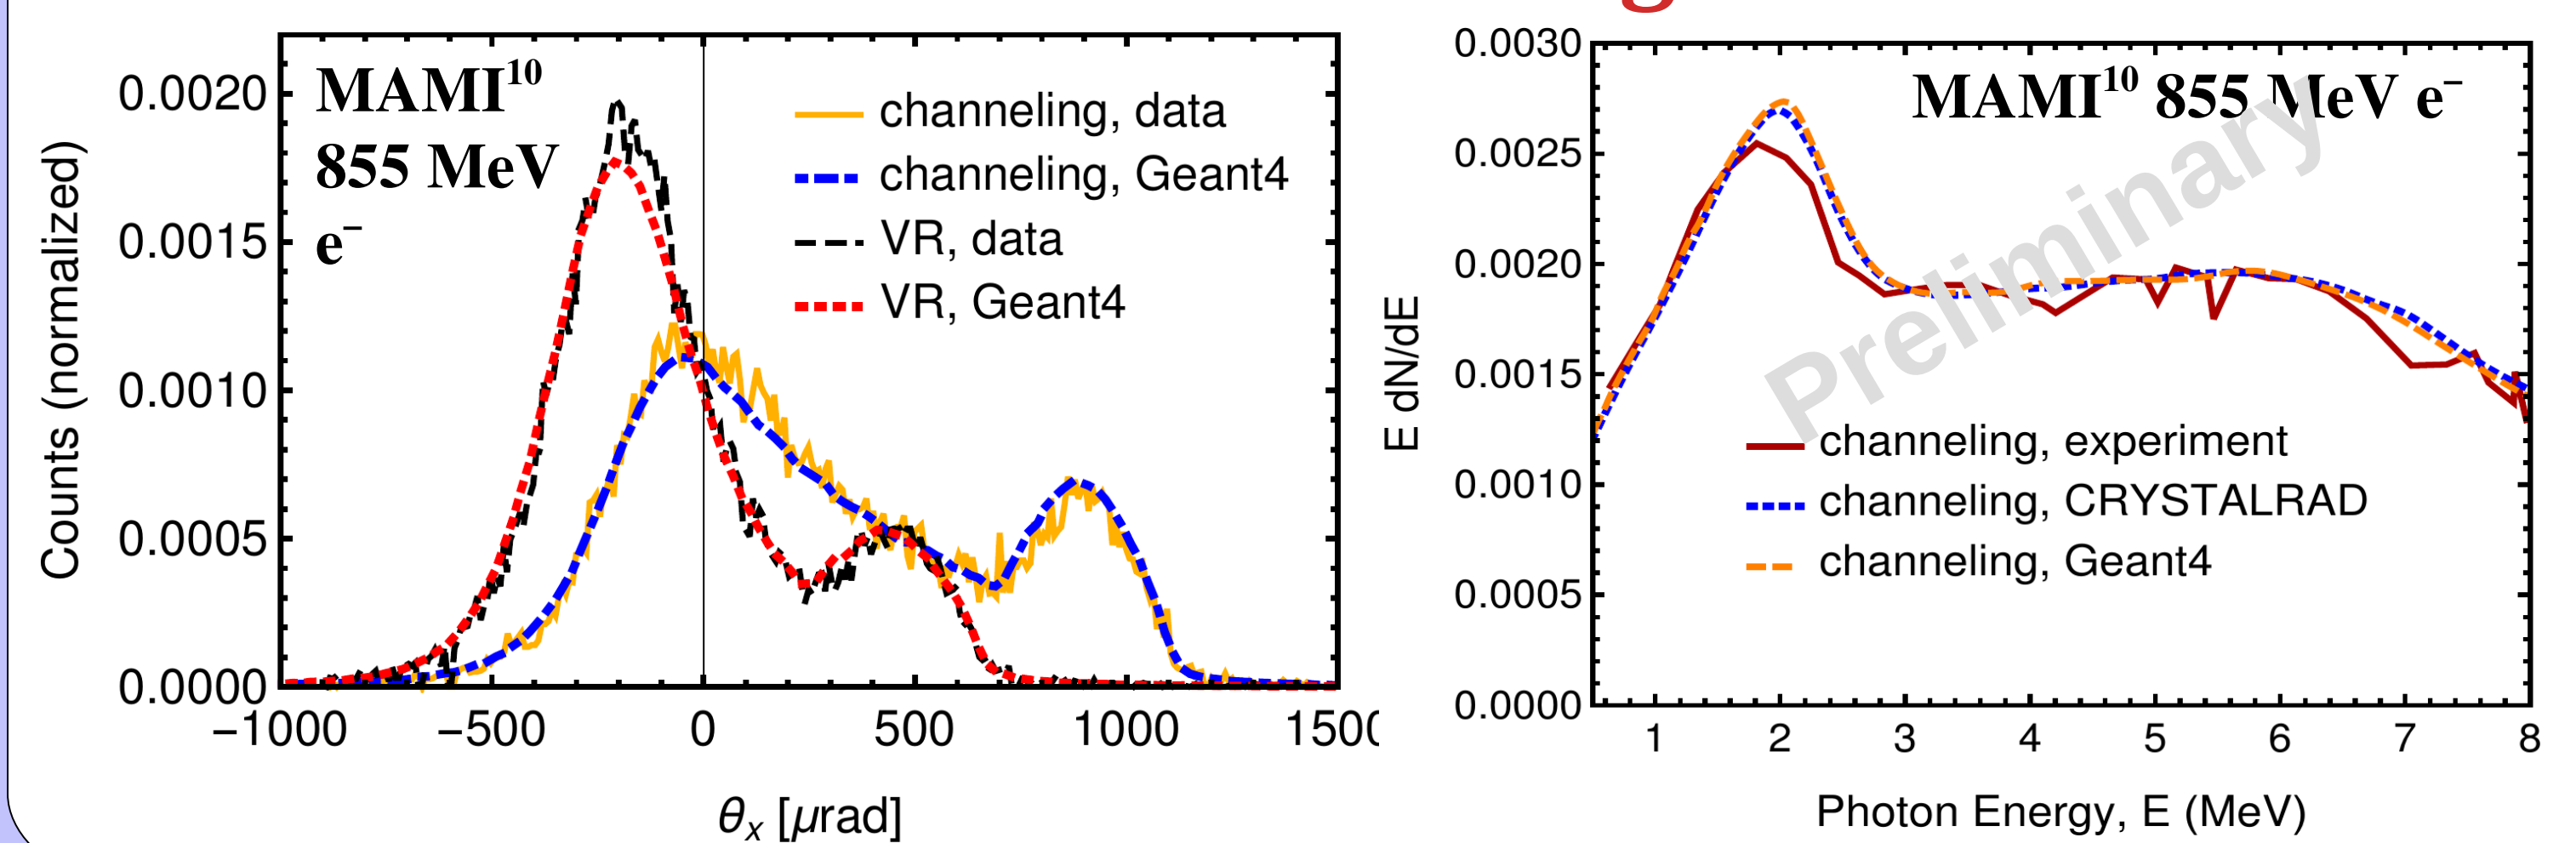 MAMI10
855 MeV
e−
channeling, data
channeling, Geant4
VR, data
VR, Geant4
Counts (normalized)
0.0020
0.0015
0.0010
0.0005
0.0000
−1000 −500 0 500 1000 1500
θx [μrad]
MAMI10 855 MeV e−
Preliminary
channeling, experiment
channeling, CRYSTALRAD
channeling, Geant4
E dN/dE
0.0030
0.0025
0.0020
0.0015
0.0010
0.0005
0.0000
1 2 3 4 5 6 7 8
Photon Energy, E (MeV)